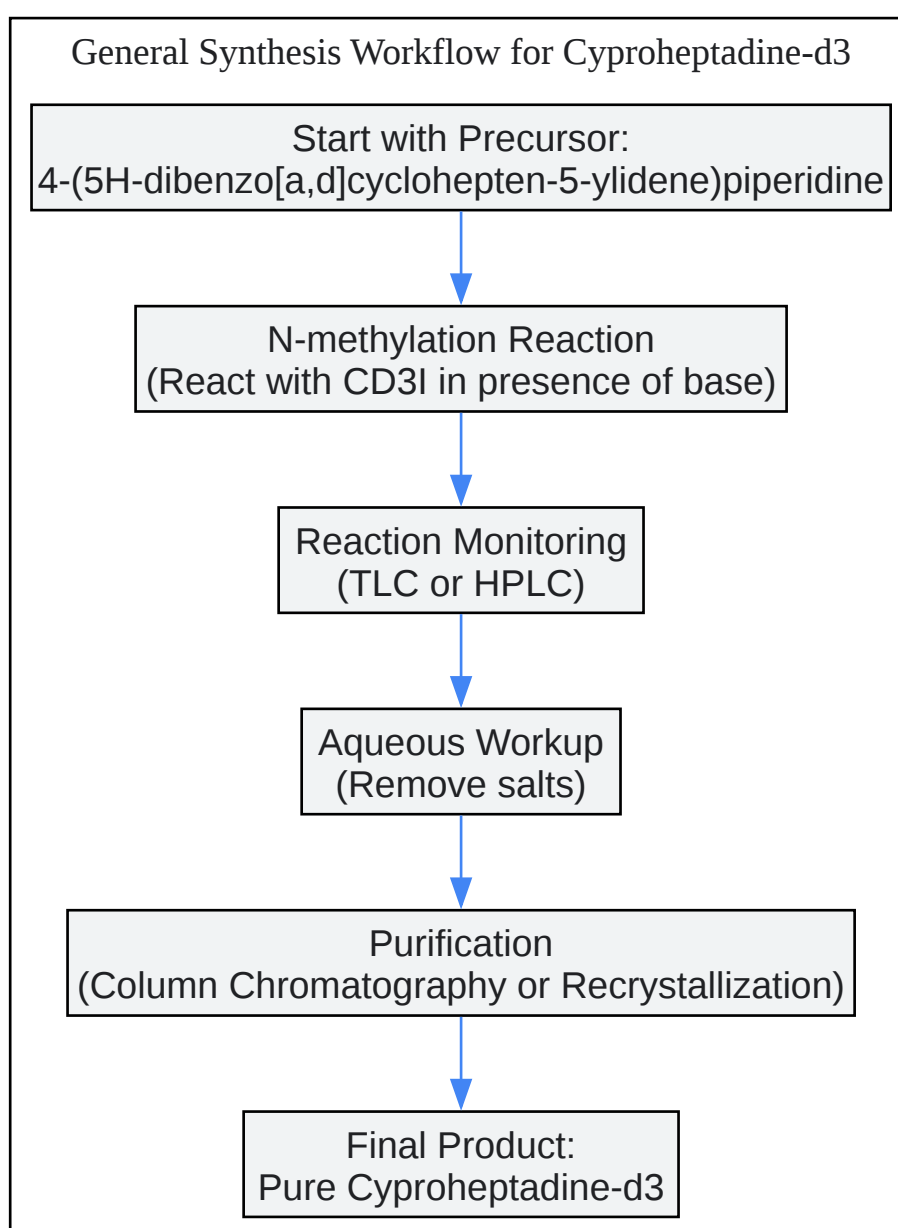 General Synthesis Workflow for Cyproheptadine-d3
Start with Precursor:
4-(5H-dibenzo[a,d]cyclohepten-5-ylidene)piperidine
N-methylation Reaction
(React with CD3I in presence of base)
Reaction Monitoring
(TLC or HPLC)
Aqueous Workup
(Remove salts)
Purification
(Column Chromatography or Recrystallization)
Final Product:
Pure Cyproheptadine-d3